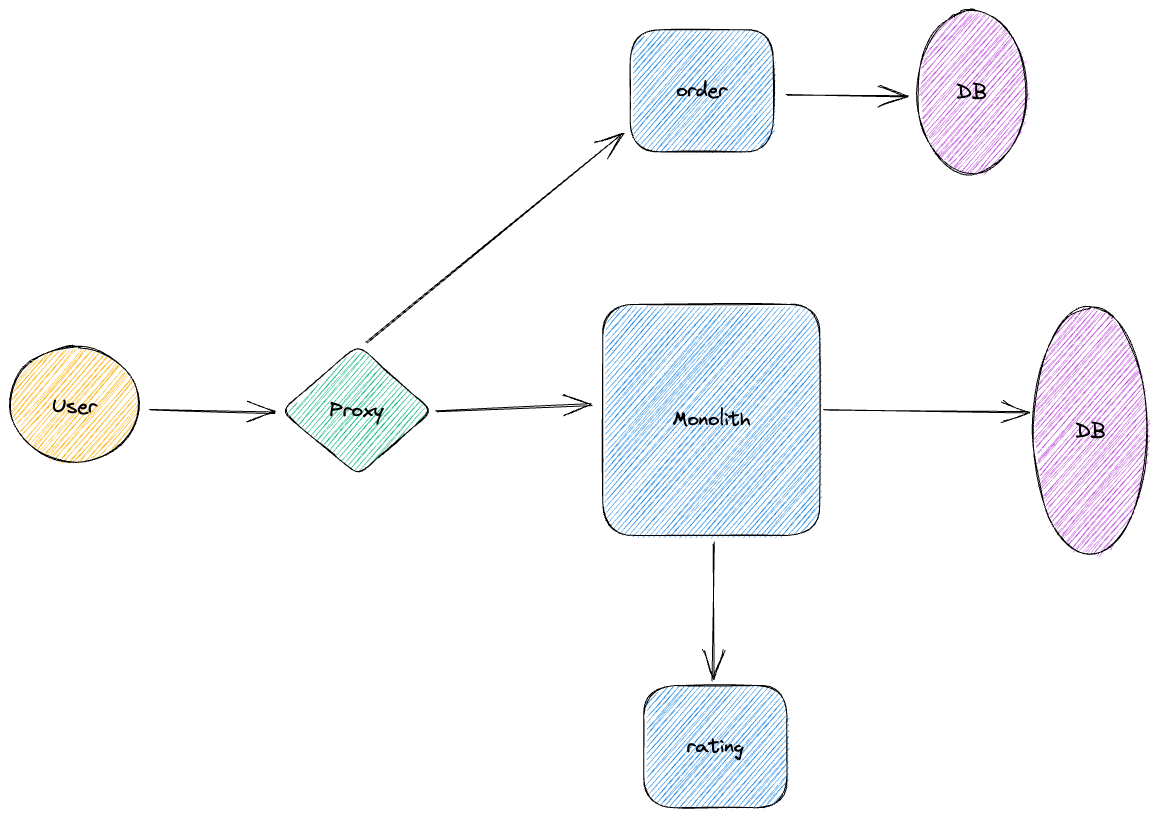 order
DB
User
Proxy
Monolith
DB
rating